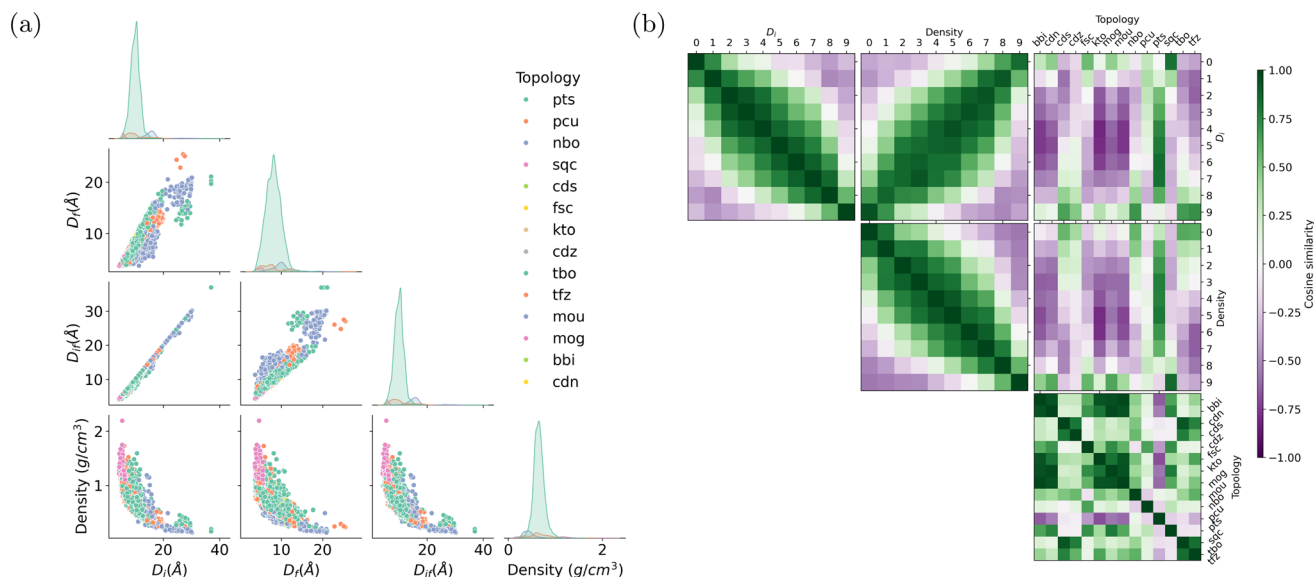 (a)
D_f(Å)
20
10
D_if(Å)
30
20
10
Density (g/cm³)
2
1
0
20
40
D_i(Å)
10
20
D_f(Å)
0
20
40
D_if(Å)
0
2
Density (g/cm³)
Topology
pts
pcu
nbo
sqc
cds
fsc
kto
cdz
tbo
tfz
mou
mog
bbi
cdn
(b)
D_i
0 1 2 3 4 5 6 7 8 9
Density
0 1 2 3 4 5 6 7 8 9
Topology
bbi cdn cds cdz fsc kto mog mou nbo pcu pts sqc tbo tfz
0
1
2
3
4
5
6
7
8
9
D_i
0
1
2
3
4
5
6
7
8
9
Density
bbi
cdn
cds
cdz
fsc
kto
mog
mou
nbo
pcu
pts
sqc
tbo
tfz
Topology
1.00
0.75
0.50
0.25
0.00
−0.25
−0.50
−0.75
−1.00
Cosine similarity